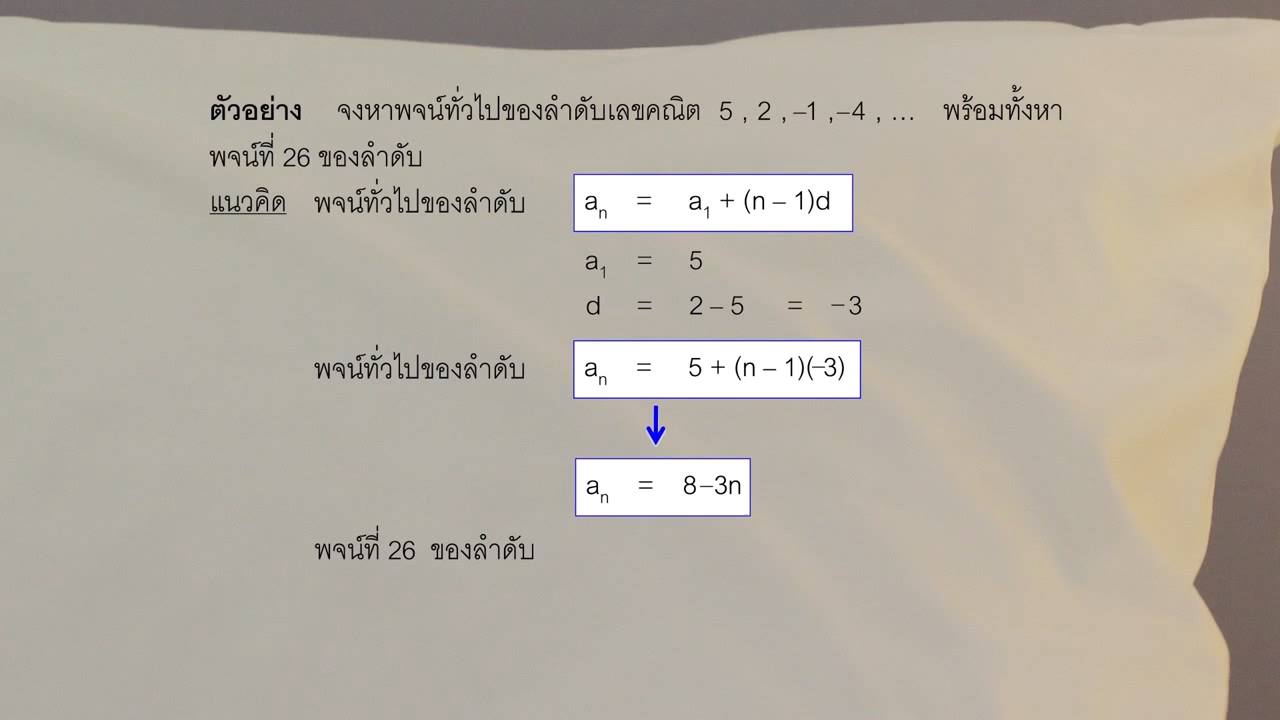 ตัวอย่าง จงหาพจน์ทั่วไปของลำดับเลขคณิต 5 , 2 , –1 ,–4 , ... พร้อมทั้งหา
พจน์ที่ 26 ของลำดับ
แนวคิด พจน์ทั่วไปของลำดับ aₙ = a₁ + (n – 1)d
a₁ = 5
d = 2 – 5 = –3
พจน์ทั่วไปของลำดับ aₙ = 5 + (n – 1)(–3)
aₙ = 8–3n
พจน์ที่ 26 ของลำดับ